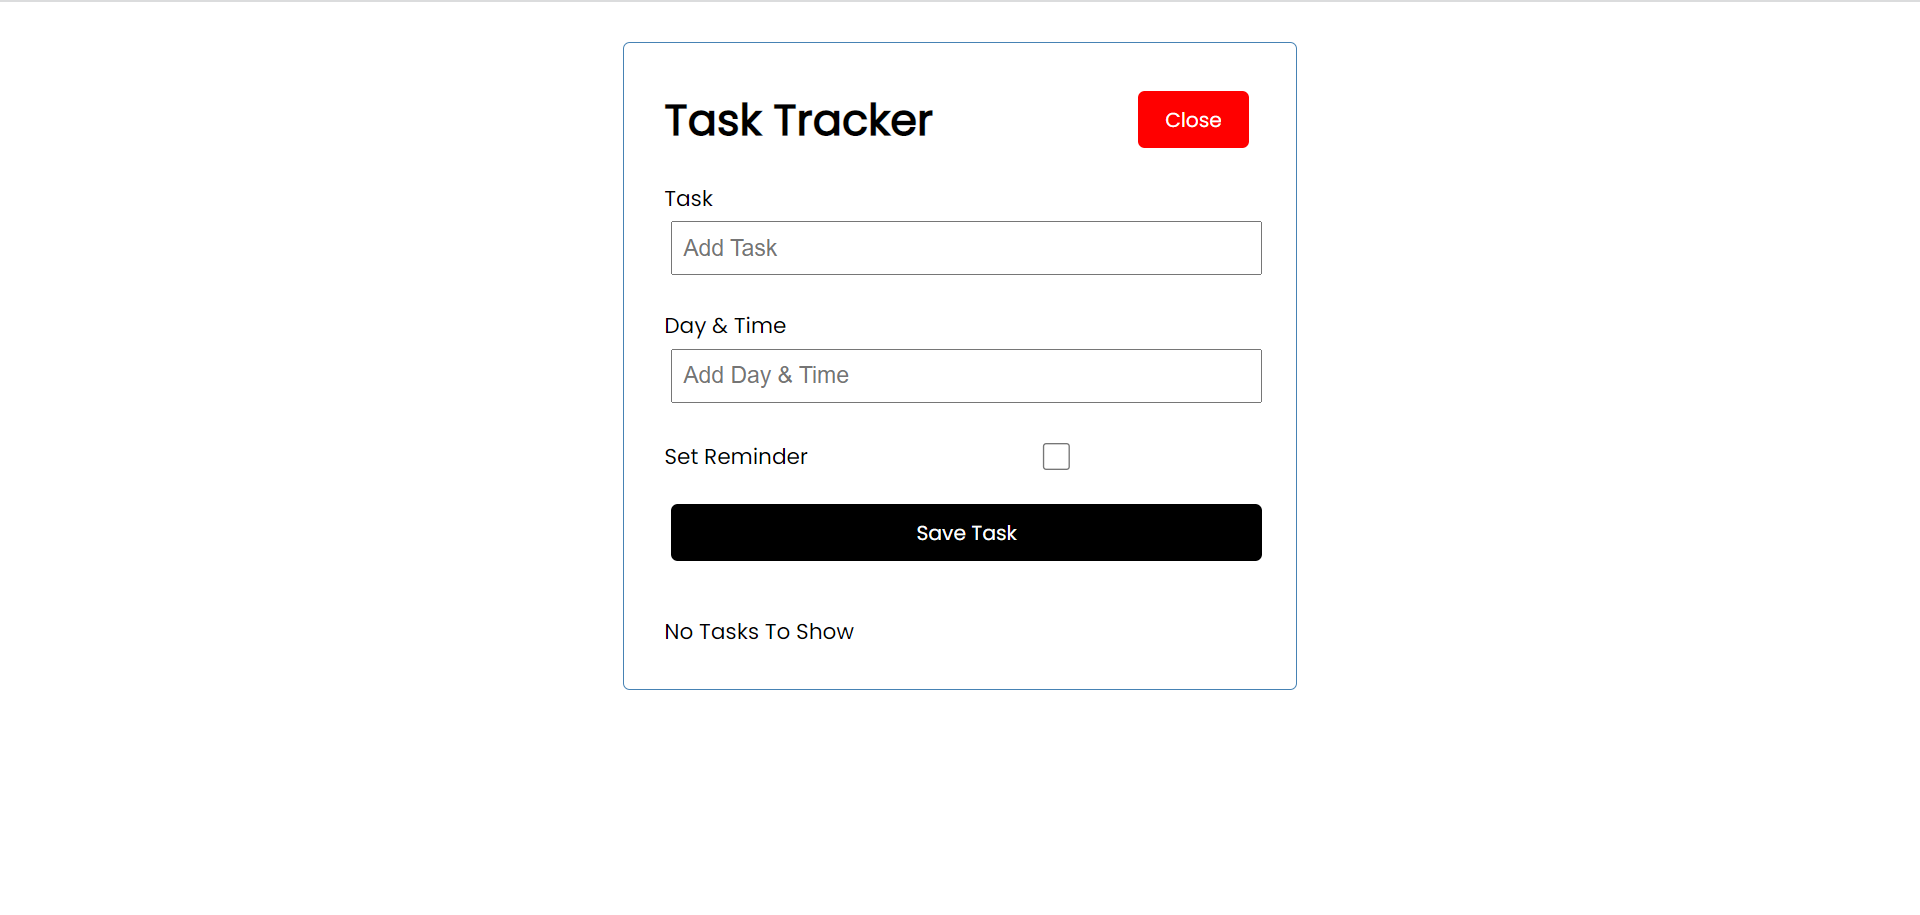 Task Tracker
Close
Task
Add Task
Day & Time
Add Day & Time
Set Reminder
Save Task
No Tasks To Show